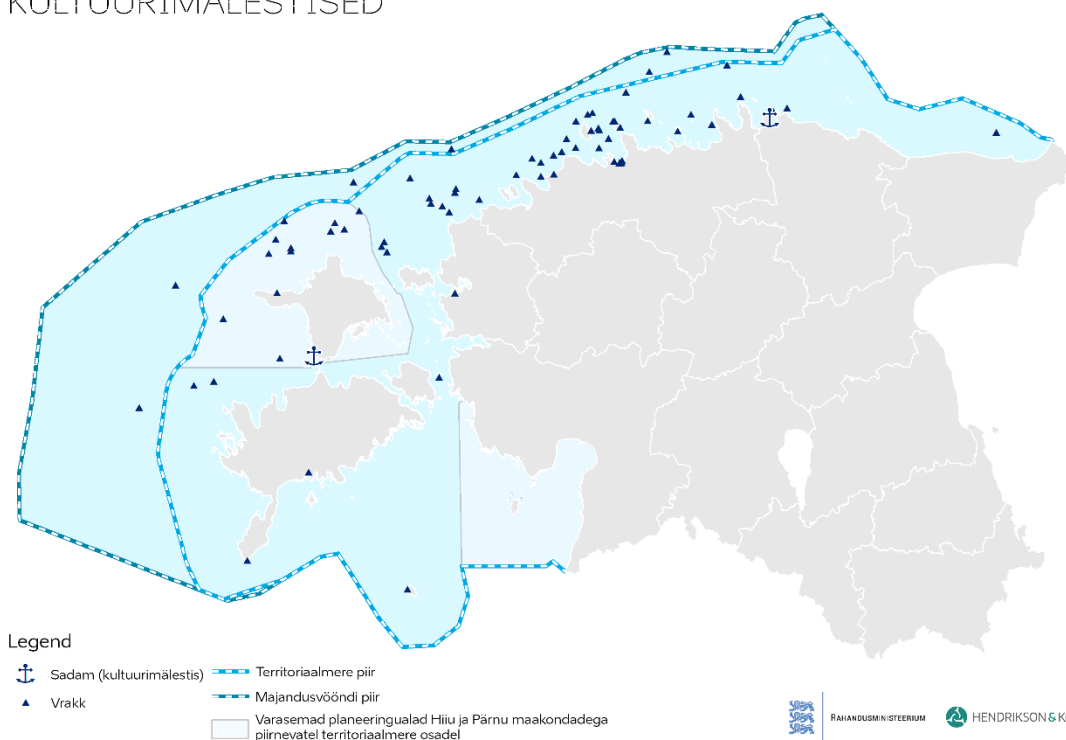 KULTUURIMÄLESTISED
Legend
Sadam (kultuurimälestis)
Vrakk
Territoriaalmere piir
Majandusvööndi piir
Varasemad planeeringualad Hiiu ja Pärnu maakondadega
piirnevatel territoriaalmere osadel
RAHANDUSMINISTEERIUM
HENDRIKSON &